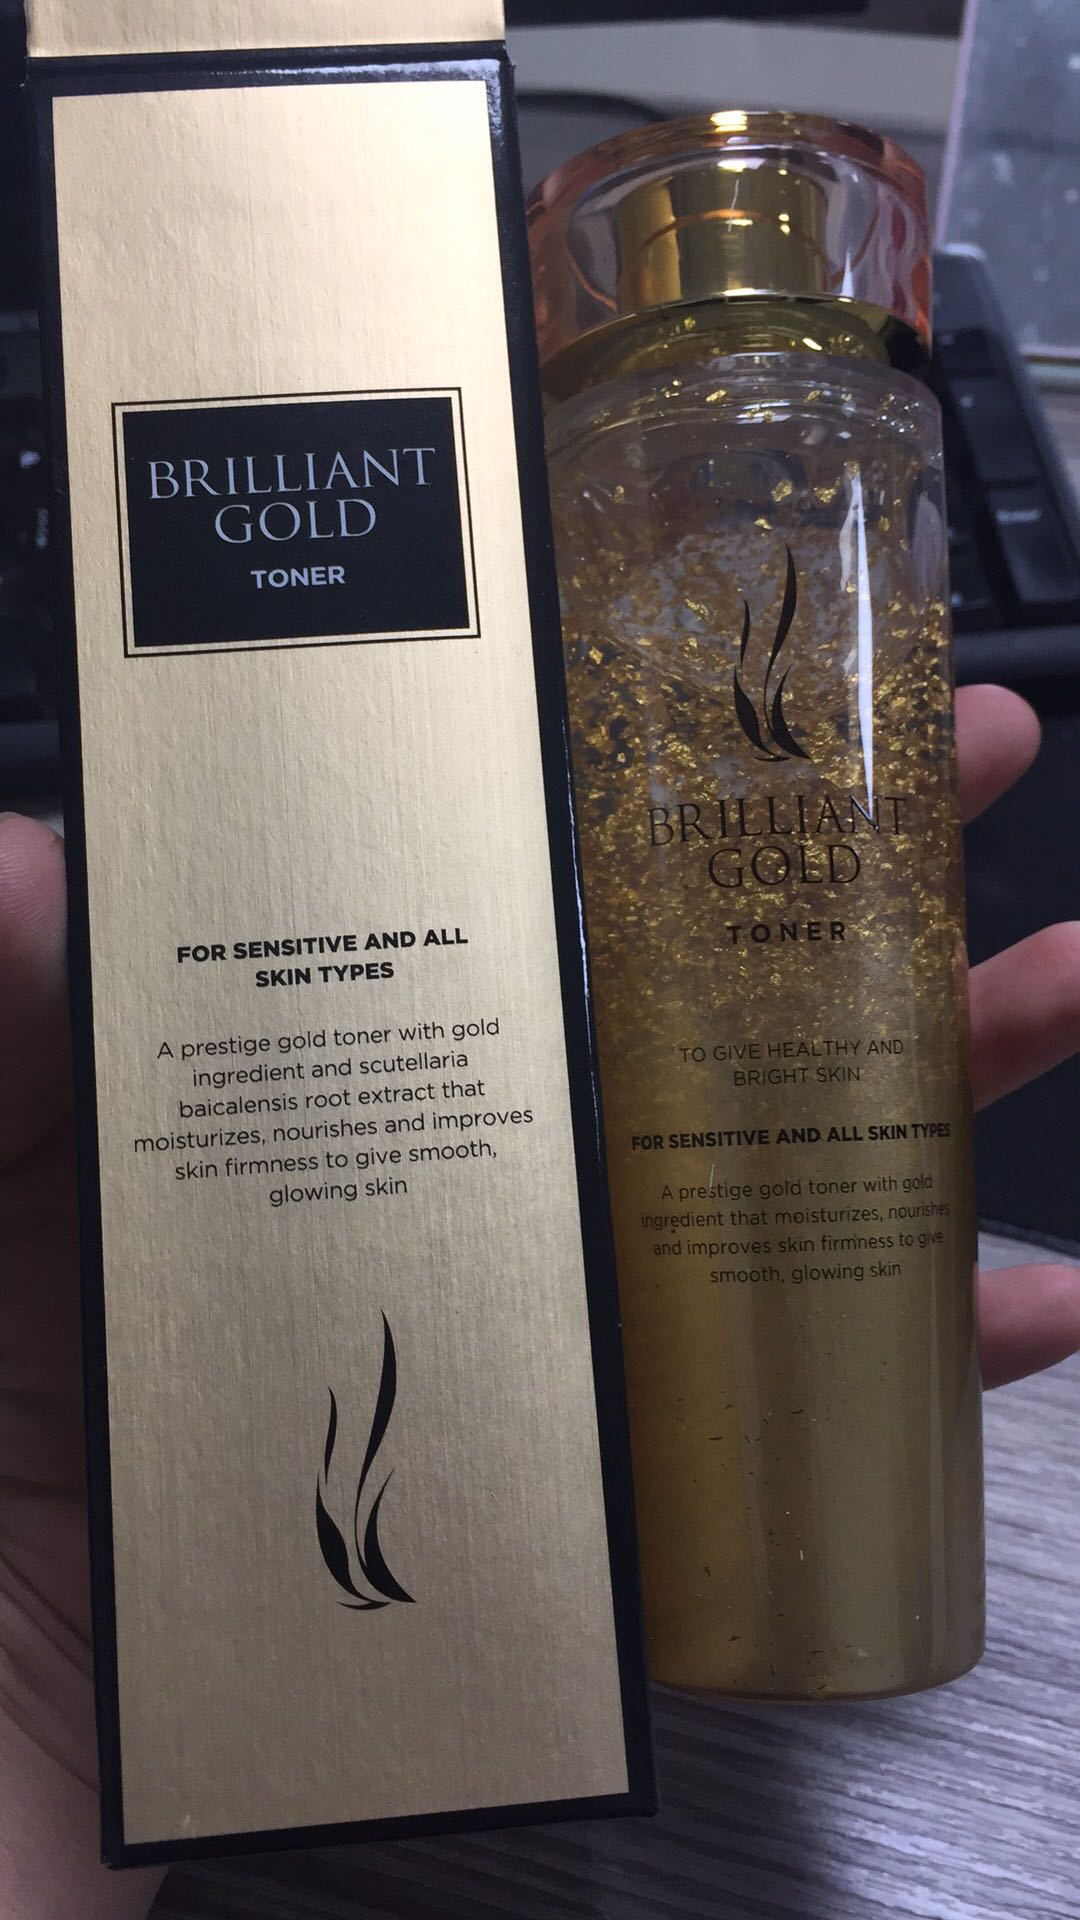 BRILLIANT
GOLD
TONER
FOR SENSITIVE AND ALL
SKIN TYPES
A prestige gold toner with gold
ingredient and scutellaria
baicalensis root extract that
moisturizes, nourishes and improves
skin firmness to give smooth,
glowing skin
BRILLIANT
GOLD
TONER
TO GIVE HEALTHY AND
BRIGHT SKIN
FOR SENSITIVE AND ALL SKIN TYPES
A prestige gold toner with gold
ingredient that moisturizes, nourishes
and improves skin firmness to give
smooth, glowing skin